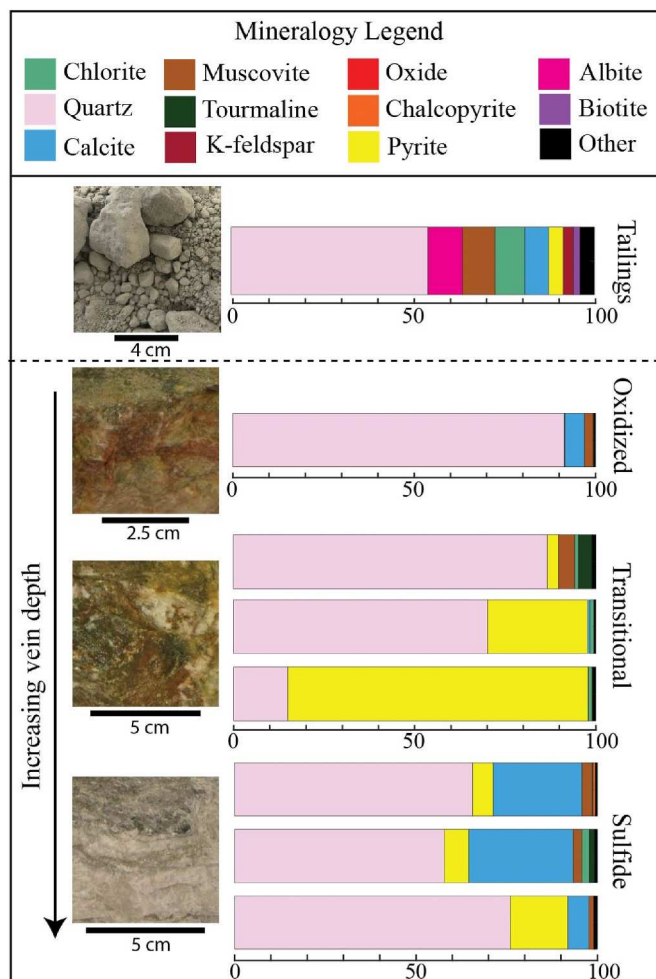 Mineralogy Legend
Chlorite Muscovite Oxide Albite
Quartz Tourmaline Chalcopyrite Biotite
Calcite K-feldspar Pyrite Other
Tailings
0 50 100
4 cm
Increasing vein depth
Oxidized
0 50 100
2.5 cm
Transitional
5 cm
0 50 100
Sulfide
5 cm
0 50 100